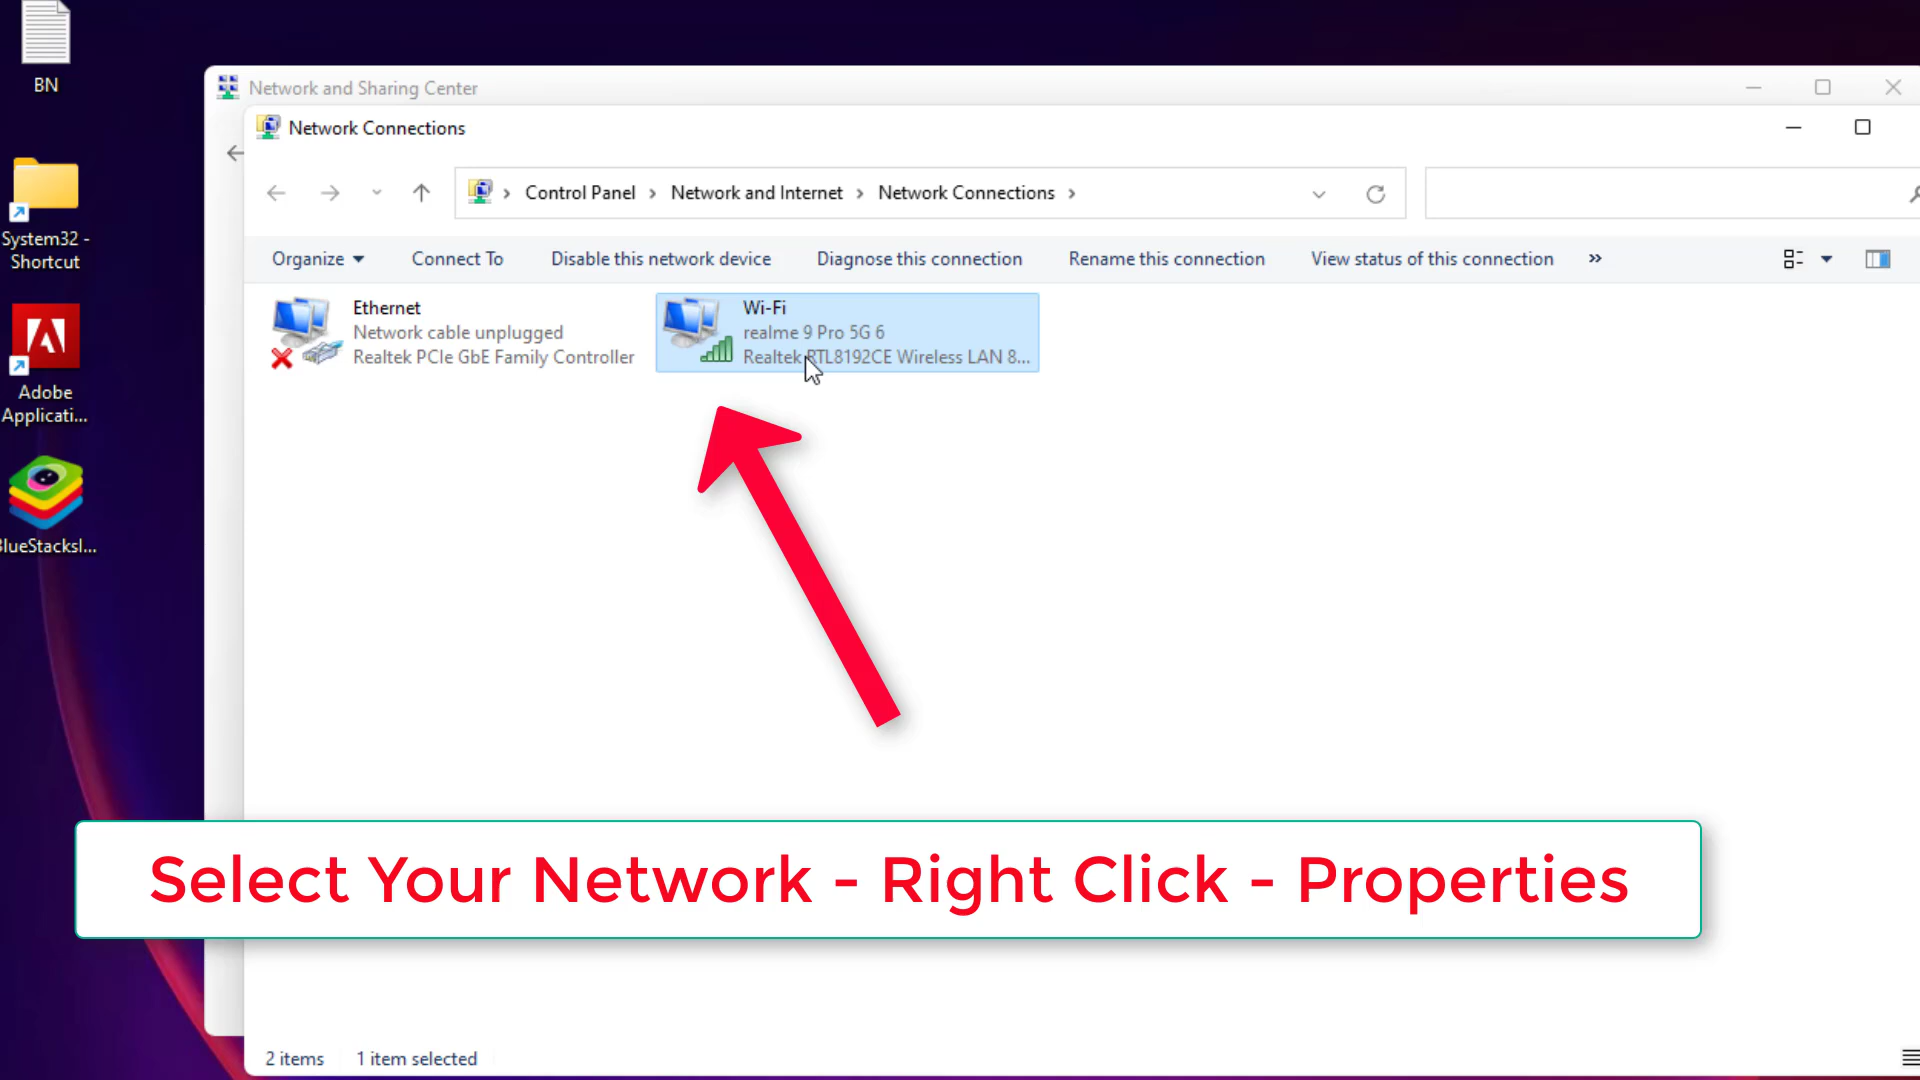 BN
System32 -
Shortcut
Adobe
Applicati...
BlueStacksI...
Network and Sharing Center
Network Connections
Control Panel > Network and Internet > Network Connections >
Organize
Connect To
Disable this network device
Diagnose this connection
Rename this connection
View status of this connection
»
Ethernet
Network cable unplugged
Realtek PCIe GbE Family Controller
Wi-Fi
realme 9 Pro 5G 6
Realtek RTL8192CE Wireless LAN 8...
Select Your Network - Right Click - Properties
2 items
1 item selected